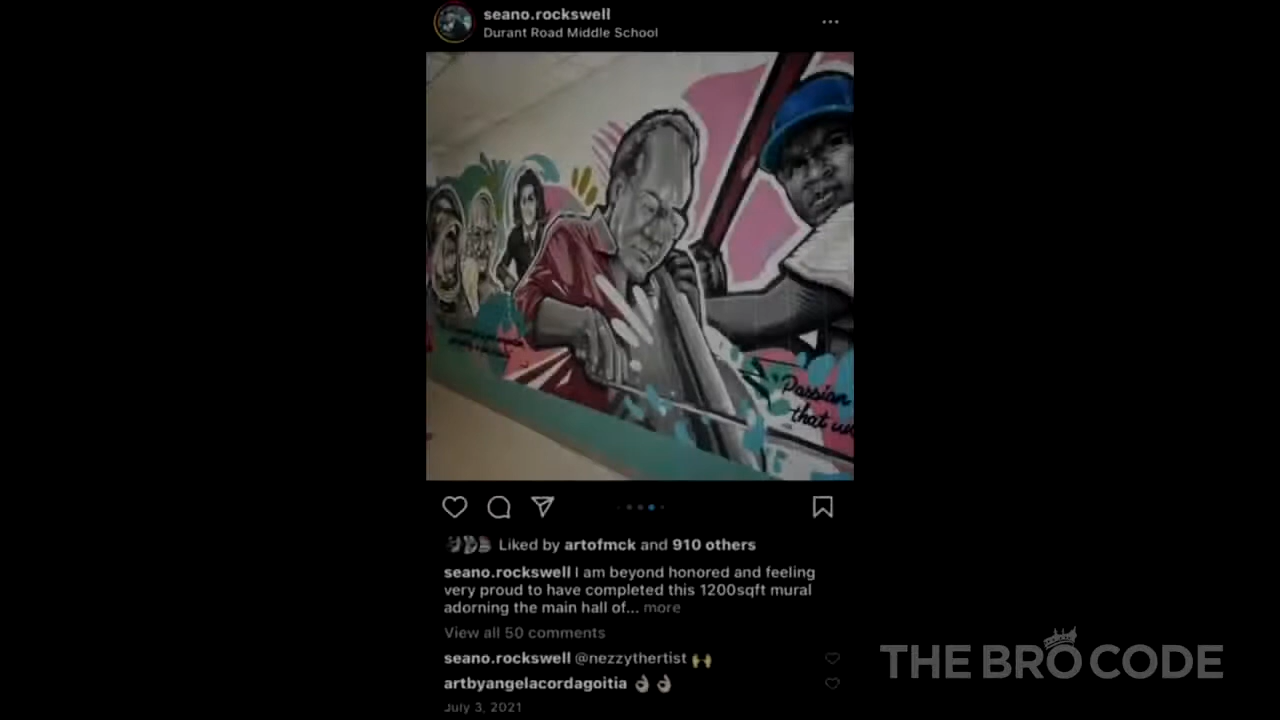 seano.rockswell
Durant Road Middle School
Passion
that
Liked by artofmck and 910 others
seano.rockswell I am beyond honored and feeling
very proud to have completed this 1200sqft mural
adorning the main hall of... more
View all 50 comments
seano.rockswell @nezzythertist 🙌
artbyangelacordagoitia 👌👌
July 3, 2021
THE BRO CODE